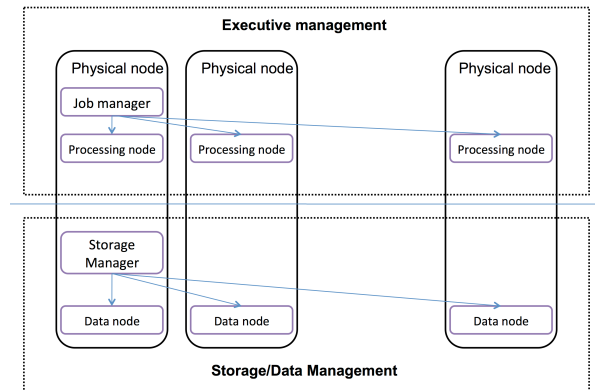 Executive management
Physical node
Physical node
Physical node
Job manager
Processing node
Processing node
Processing node
Storage
Manager
Data node
Data node
Data node
Storage/Data Management